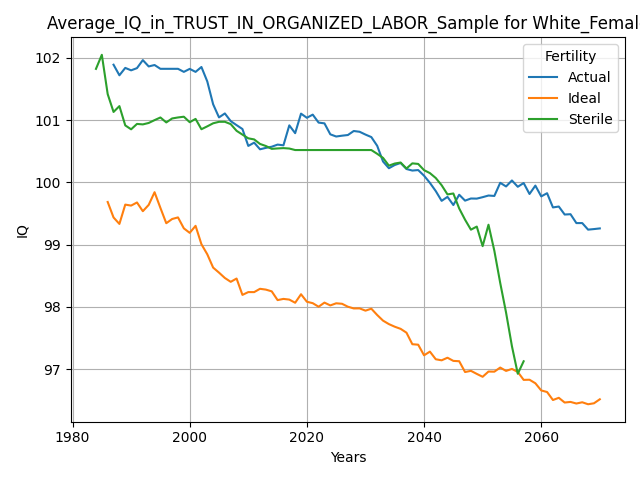 Average_IQ_in_TRUST_IN_ORGANIZED_LABOR_Sample for White_Femal
102
101
100
99
98
97
IQ
1980
2000
2020
2040
2060
Years
Fertility
Actual
Ideal
Sterile